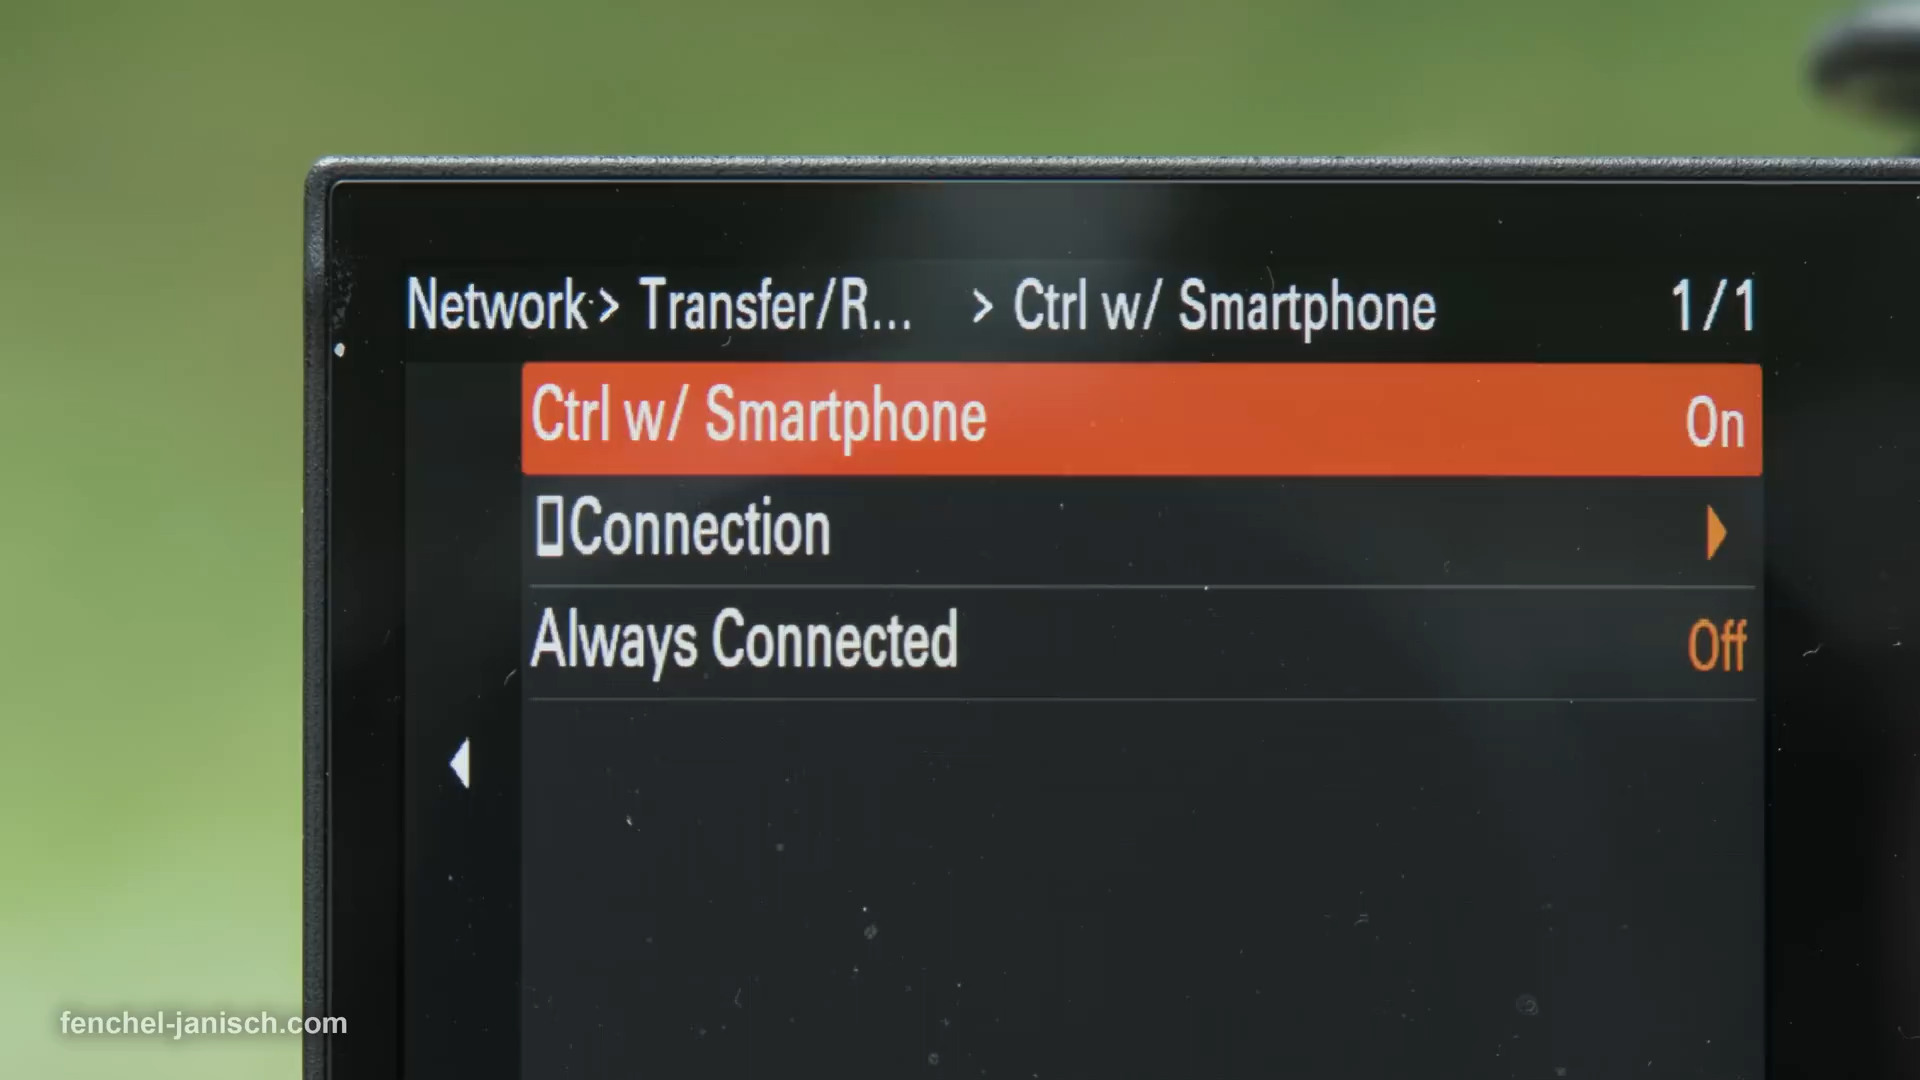 Network > Transfer/R... > Ctrl w/ Smartphone 1/1
Ctrl w/ Smartphone On
Connection
Always Connected Off
fenchel-janisch.com